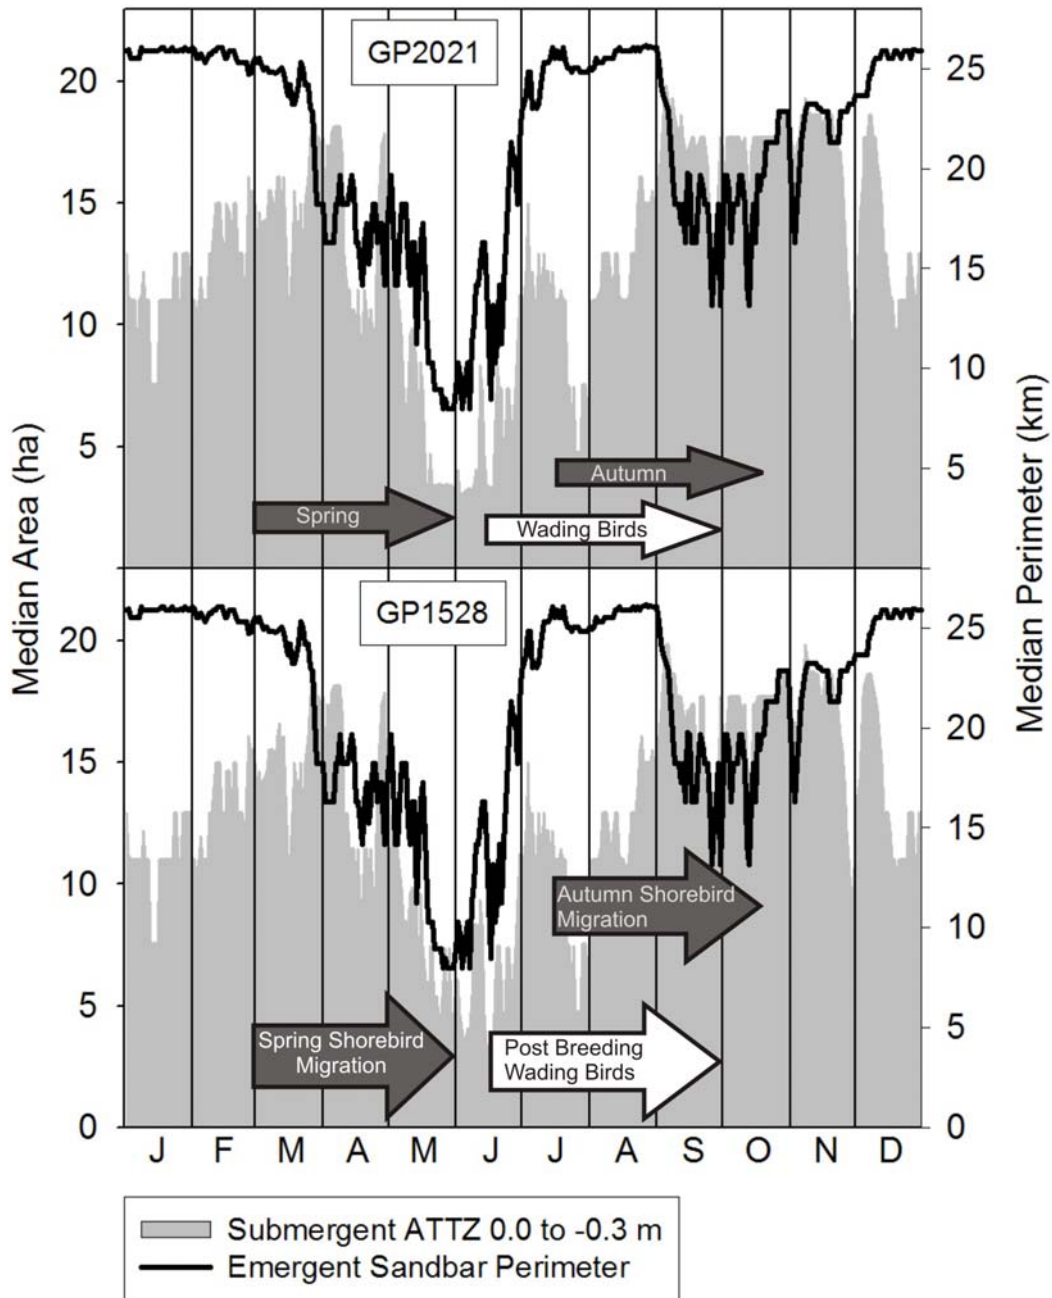 GP2021
20
15
10
5
25
20
15
10
5
Spring
Autumn
Wading Birds
Median Area (ha)
Median Perimeter (km)
GP1528
20
15
10
5
0
25
20
15
10
5
0
Autumn Shorebird
Migration
Spring Shorebird
Migration
Post Breeding
Wading Birds
J F M A M J J A S O N D
Submergent ATTZ 0.0 to -0.3 m
Emergent Sandbar Perimeter